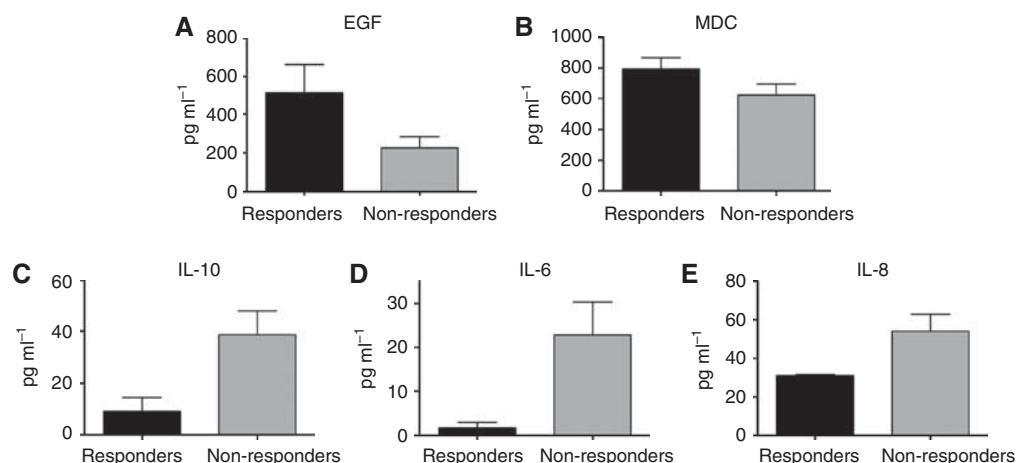 A EGF
800
600
400
200
0
pg ml⁻¹
Responders Non-responders
B MDC
1000
800
600
400
200
0
pg ml⁻¹
Responders Non-responders
C IL-10
60
40
20
0
pg ml⁻¹
Responders Non-responders
D IL-6
30
20
10
0
pg ml⁻¹
Responders Non-responders
E IL-8
80
60
40
20
0
pg ml⁻¹
Responders Non-responders